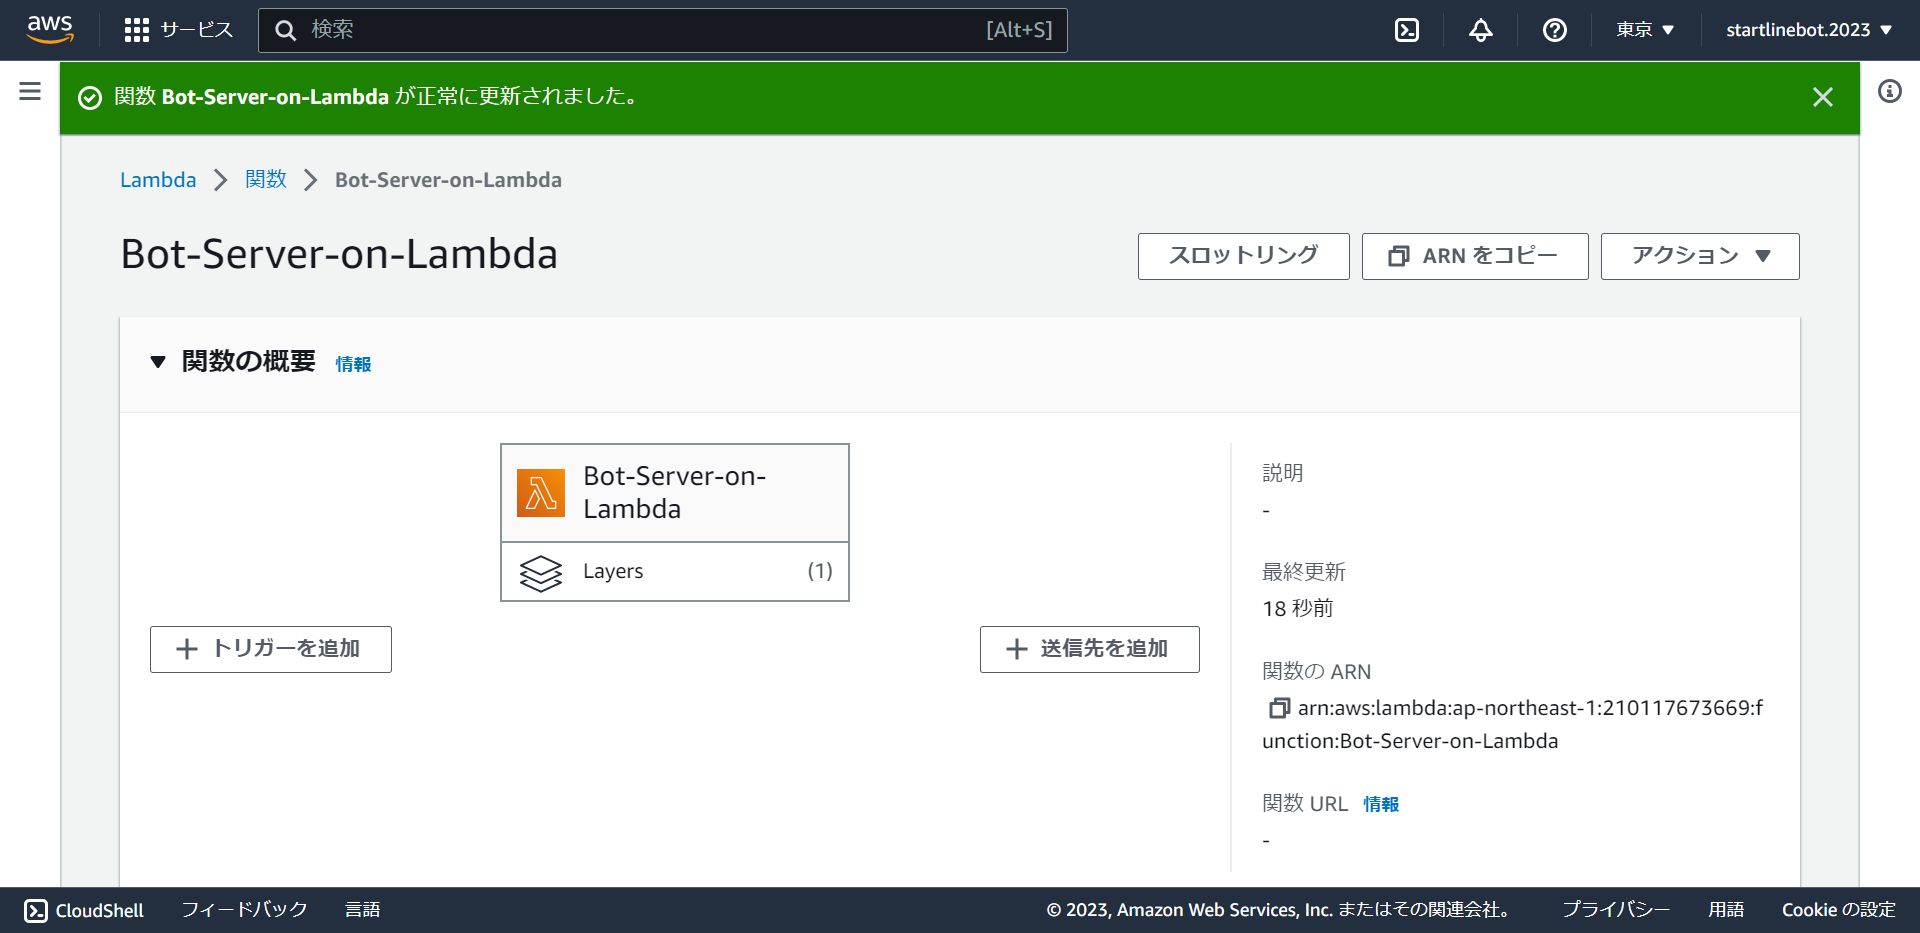 aws サービス 検索 [Alt+S] 東京 startlinebot.2023
関数 Bot-Server-on-Lambda が正常に更新されました。
Lambda 関数 Bot-Server-on-Lambda
Bot-Server-on-Lambda
スロットリング ARN をコピー アクション
関数の概要 情報
Bot-Server-on-
Lambda
Layers (1)
トリガーを追加
送信先を追加
説明
-
最終更新
18 秒前
関数の ARN
arn:aws:lambda:ap-northeast-1:210117673669:f
unction:Bot-Server-on-Lambda
関数 URL 情報
-
CloudShell フィードバック 言語 © 2023, Amazon Web Services, Inc. またはその関連会社。 プライバシー 用語 Cookie の設定